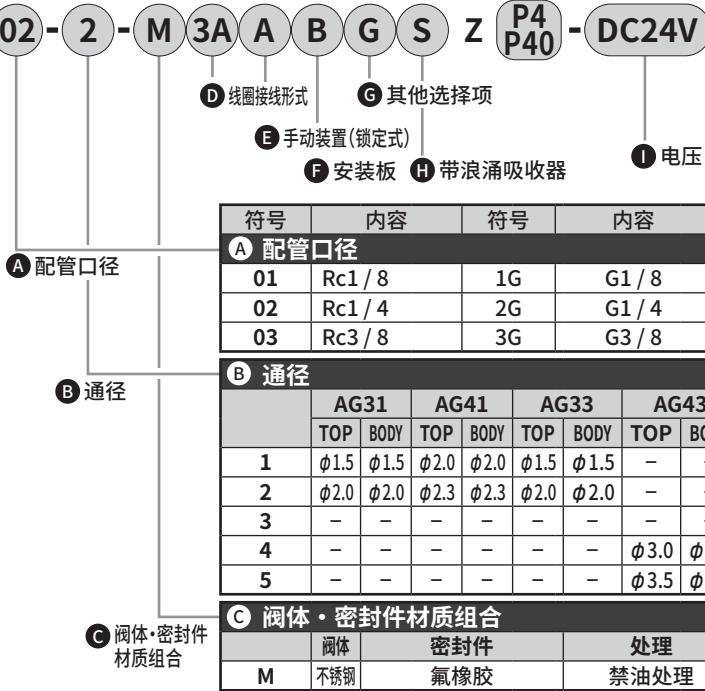 02 - 2 - M 3A A B G S Z P4 P40 - DC24V
D 线圈接线形式
G 其他选择项
E 手动装置(锁定式)
F 安装板
H 带浪涌吸收器
I 电压
A 配管口径
B 通径
C 阀体・密封件
材质组合
符号 内容 符号 内容
A 配管口径
01 Rc1/8 1G G1/8
02 Rc1/4 2G G1/4
03 Rc3/8 3G G3/8
B 通径
AG31 AG41 AG33 AG43
TOP BODY TOP BODY TOP BODY TOP
1 φ1.5 φ1.5 φ2.0 φ2.0 φ1.5 φ1.5 –
2 φ2.0 φ2.0 φ2.3 φ2.3 φ2.0 φ2.0 –
3 – – – – – – –
4 – – – – – – φ3.0 φ
5 – – – – – – φ3.5 φ
C 阀体・密封件材质组合
阀体 密封件 处理
M 不锈钢 氟橡胶 禁油处理